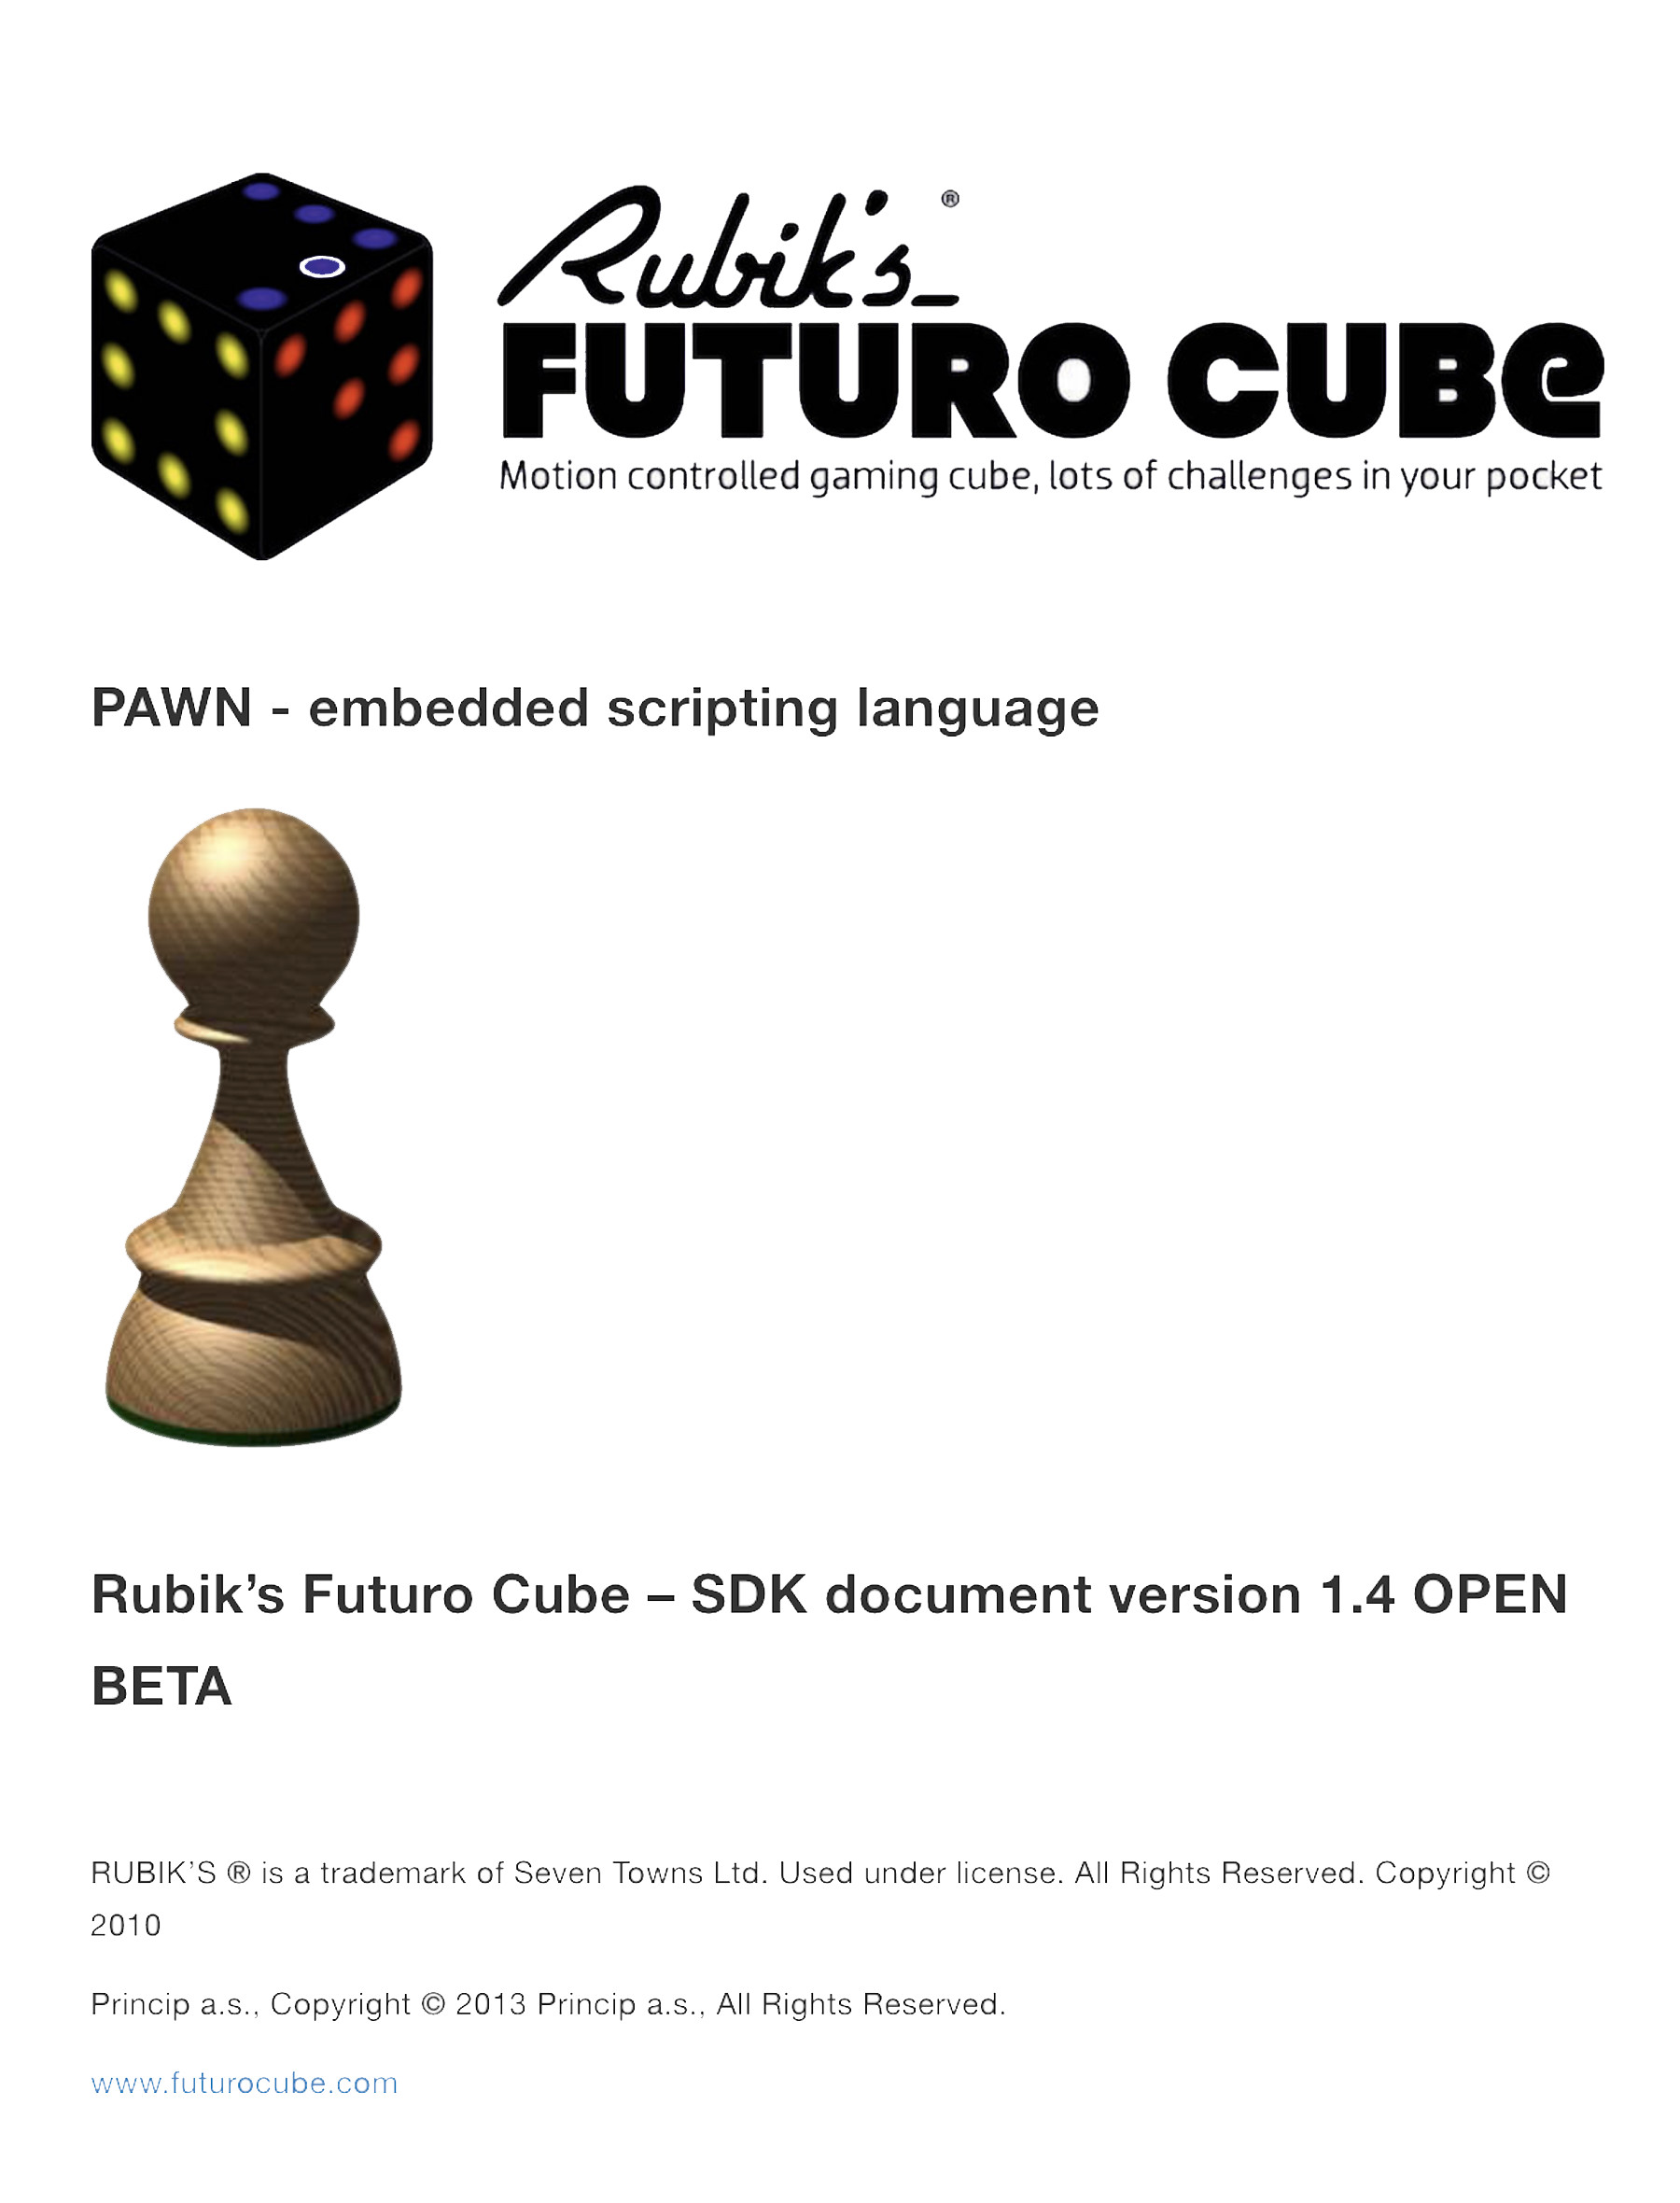 Rubik's ®
FUTURO CUBE
Motion controlled gaming cube, lots of challenges in your pocket
PAWN - embedded scripting language
Rubik’s Futuro Cube – SDK document version 1.4 OPEN
BETA
RUBIK’S ® is a trademark of Seven Towns Ltd. Used under license. All Rights Reserved. Copyright ©
2010
Princip a.s., Copyright © 2013 Princip a.s., All Rights Reserved.
www.futurocube.com